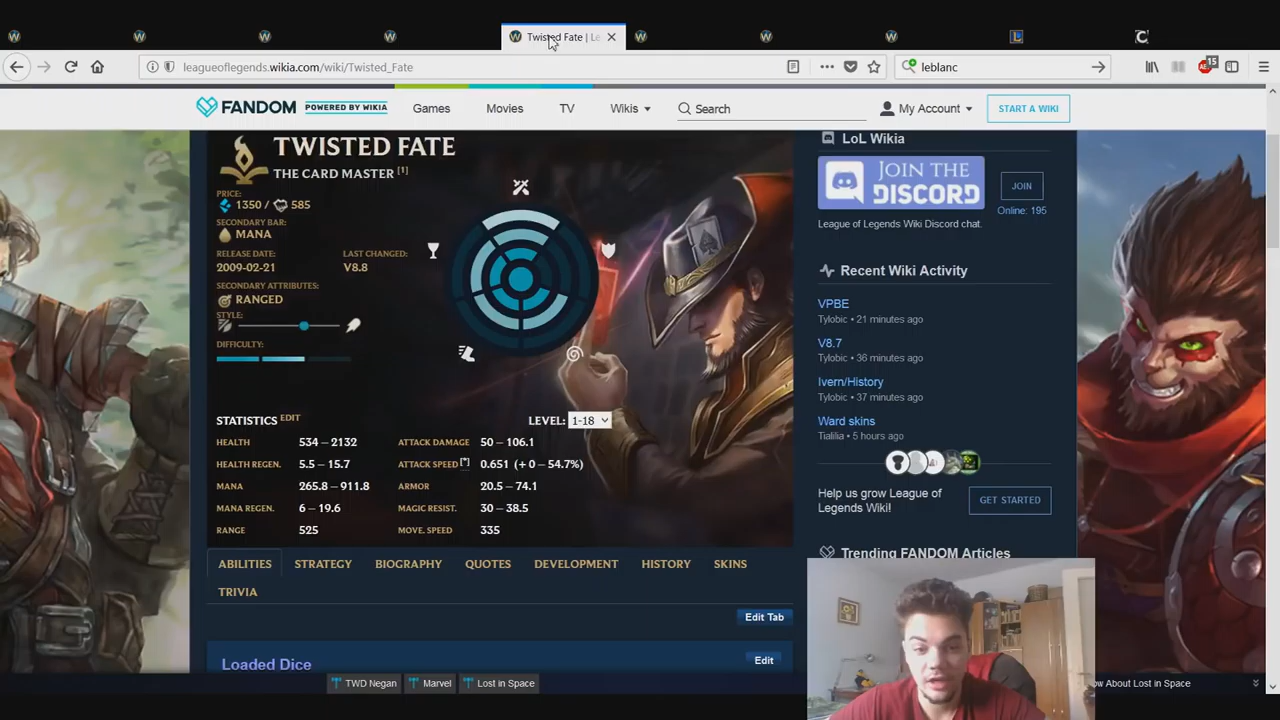 Twisted Fate | Le
leagueoflegends.wikia.com/wiki/Twisted_Fate
leblanc
15
FANDOM POWERED BY WIKIA
Games Movies TV Wikis Search My Account START A WIKI
TWISTED FATE
THE CARD MASTER [1]
PRICE:
1350 / 585
SECONDARY BAR:
MANA
RELEASE DATE: LAST CHANGED:
2009-02-21 V8.8
SECONDARY ATTRIBUTES:
RANGED
STYLE:
DIFFICULTY:
STATISTICS EDIT LEVEL: 1-18
HEALTH 534 – 2132 ATTACK DAMAGE 50 – 106.1
HEALTH REGEN. 5.5 – 15.7 ATTACK SPEED [*] 0.651 (+ 0 – 54.7%)
MANA 265.8 – 911.8 ARMOR 20.5 – 74.1
MANA REGEN. 6 – 19.6 MAGIC RESIST. 30 – 38.5
RANGE 525 MOVE. SPEED 335
ABILITIES STRATEGY BIOGRAPHY QUOTES DEVELOPMENT HISTORY SKINS
TRIVIA
Edit Tab
Loaded Dice Edit
LoL Wikia
JOIN THE
DISCORD
JOIN
Online: 195
League of Legends Wiki Discord chat.
Recent Wiki Activity
VPBE
Tylobic • 21 minutes ago
V8.7
Tylobic • 36 minutes ago
Ivern/History
Tylobic • 37 minutes ago
Ward skins
Tialilia • 5 hours ago
Help us grow League of
Legends Wiki!
GET STARTED
Trending FANDOM Articles
TWD Negan Marvel Lost in Space
ow About Lost in Space